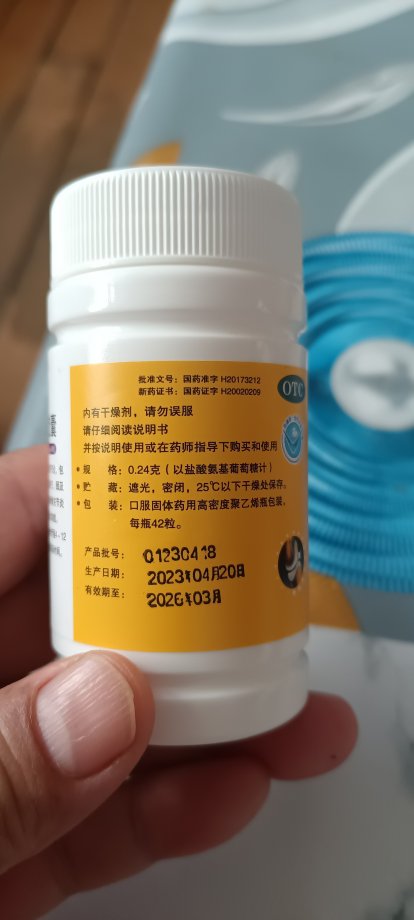 批准文号：国药准字 H20173212
新药证书：国药证字 H20020209
OTC
内有干燥剂，请勿误服
请仔细阅读说明书
并按说明使用或在药师指导下购买和使用
• 规 格：0.24克（以盐酸氨基葡萄糖计）
• 贮 藏：遮光，密闭，25℃以下干燥处保存。
• 包 装：口服固体药用高密度聚乙烯瓶包装，
每瓶42粒。
产品批号：01230418
生产日期：2023年04月20日
有效期至：2026年03月
囊